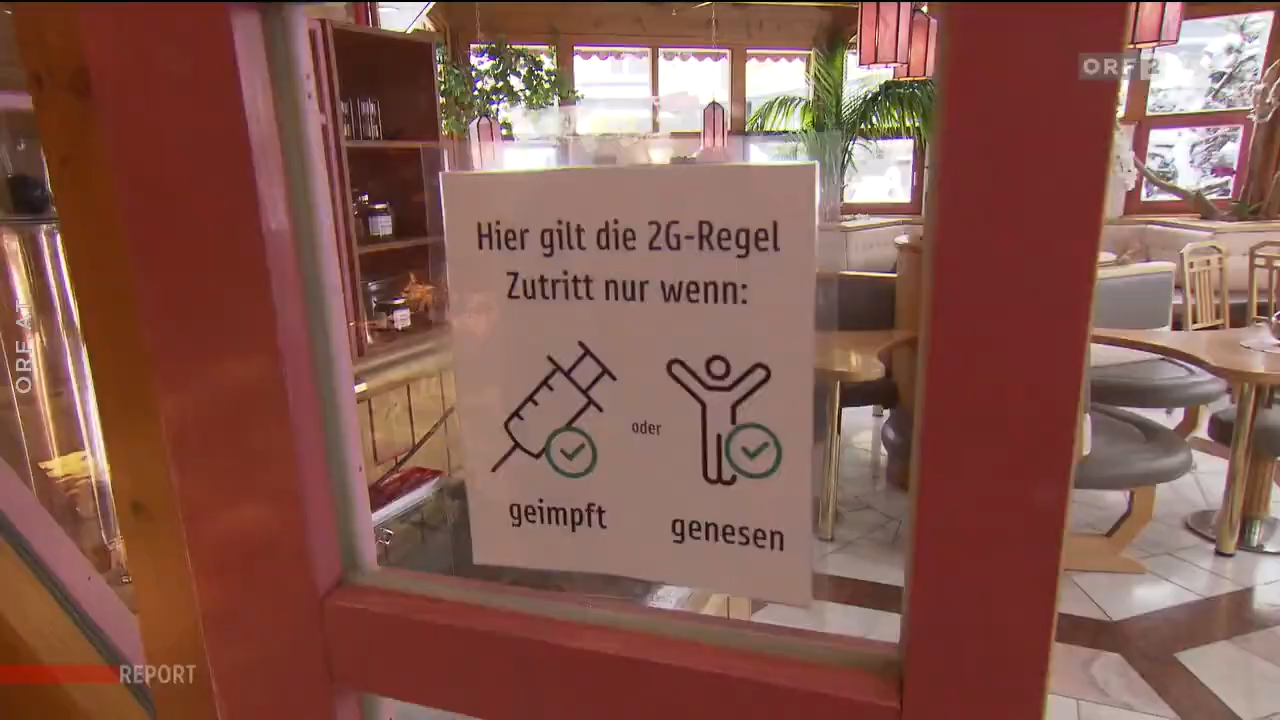 ORF 2
Hier gilt die 2G-Regel
Zutritt nur wenn:
oder
geimpft
genesen
ORF.AT
REPORT